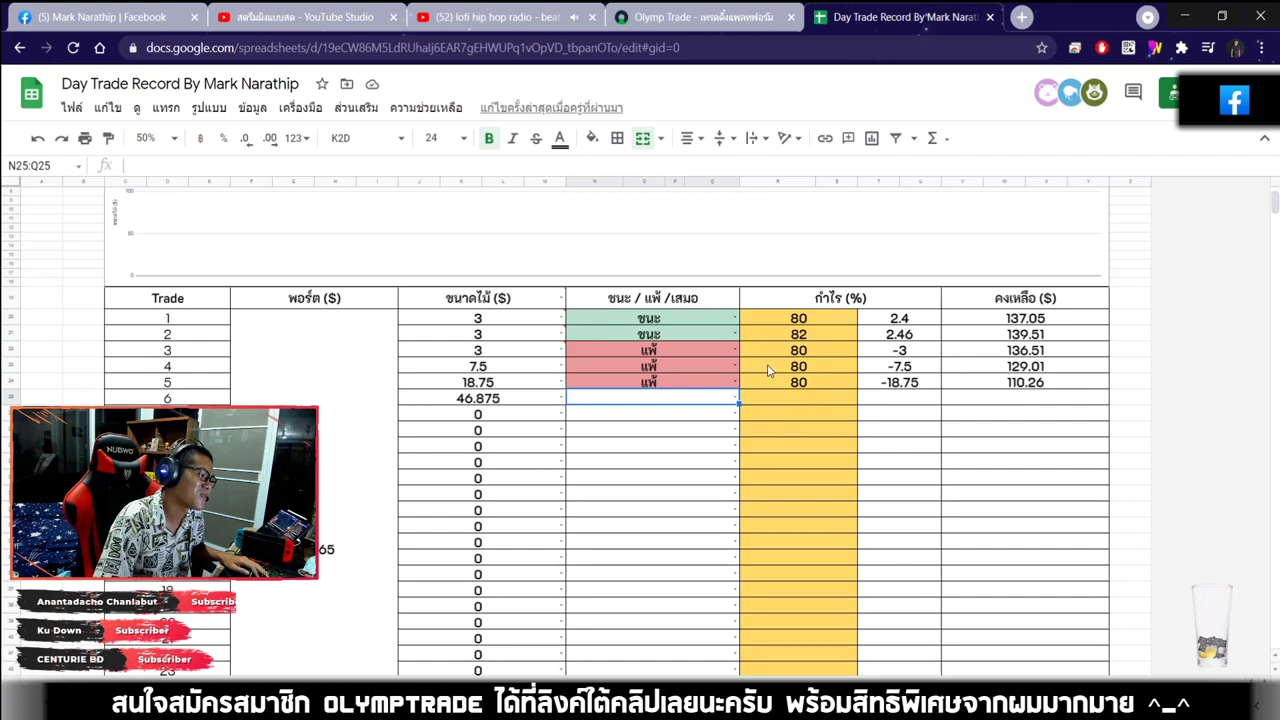 (5) Mark Narathip | Facebook
สตรีมมิงแบบสด - YouTube Studio
(52) lofi hip hop radio - beat
Olymp Trade - เทรดดิ้งแพลทฟอร์ม
Day Trade Record By Mark Narat
docs.google.com/spreadsheets/d/19eCW86M5LdRUhalj6EAR7gEHWUPq1vOpVD_tbpanOTo/edit#gid=0
Day Trade Record By Mark Narathip
ไฟล์ แก้ไข ดู แทรก รูปแบบ ข้อมูล เครื่องมือ ส่วนเสริม ความช่วยเหลือ แก้ไขครั้งล่าสุดเมื่อครู่ที่ผ่านมา
50% ฿ % .0 .00 123 K2D 24 B I S A
N25:Q25 fx
100
50
0
Trade พอร์ต ($) ขนาดไม้ ($) ชนะ / แพ้ /เสมอ กำไร (%) คงเหลือ ($)
1 3 ชนะ 80 2.4 137.05
2 3 ชนะ 82 2.46 139.51
3 3 แพ้ 80 -3 136.51
4 7.5 แพ้ 80 -7.5 129.01
5 18.75 แพ้ 80 -18.75 110.26
6 46.875
0
0
0
0
0
0
0
0
65
0
0
0
0
0
0
0
0
0
NUBWO
Anantadacho Chanlabut Subscrib
Ku Down Subscriber
CENTURIE BD Subscriber
23
สนใจสมัครสมาชิก OLYMPTRADE ได้ที่ลิงค์ใต้คลิปเลยนะครับ พร้อมสิทธิพิเศษจากผมมากมาย ^_^